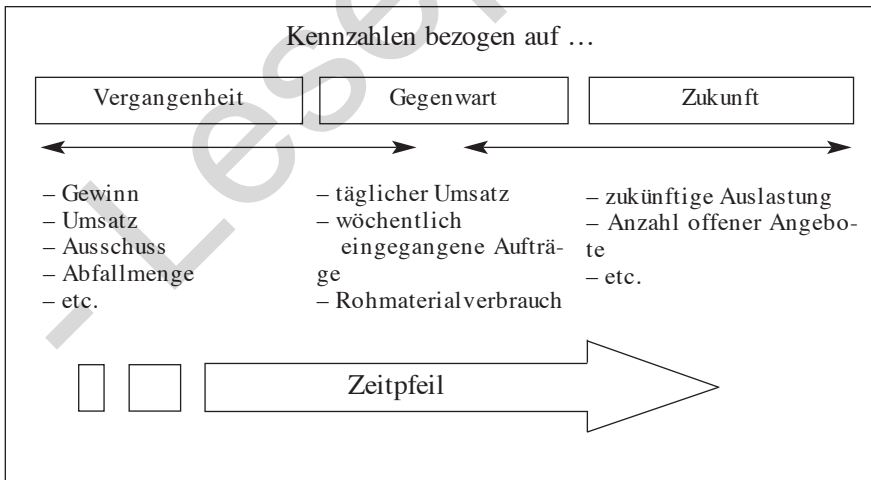 Kennzahlen bezogen auf …
Vergangenheit
Gegenwart
Zukunft
– Gewinn
– Umsatz
– Ausschuss
– Abfallmenge
– etc.
– täglicher Umsatz
– wöchentlich
eingegangene Aufträ-
ge
– Rohmaterialverbrauch
– zukünftige Auslastung
– Anzahl offener Angebo-
te
– etc.
Zeitpfeil